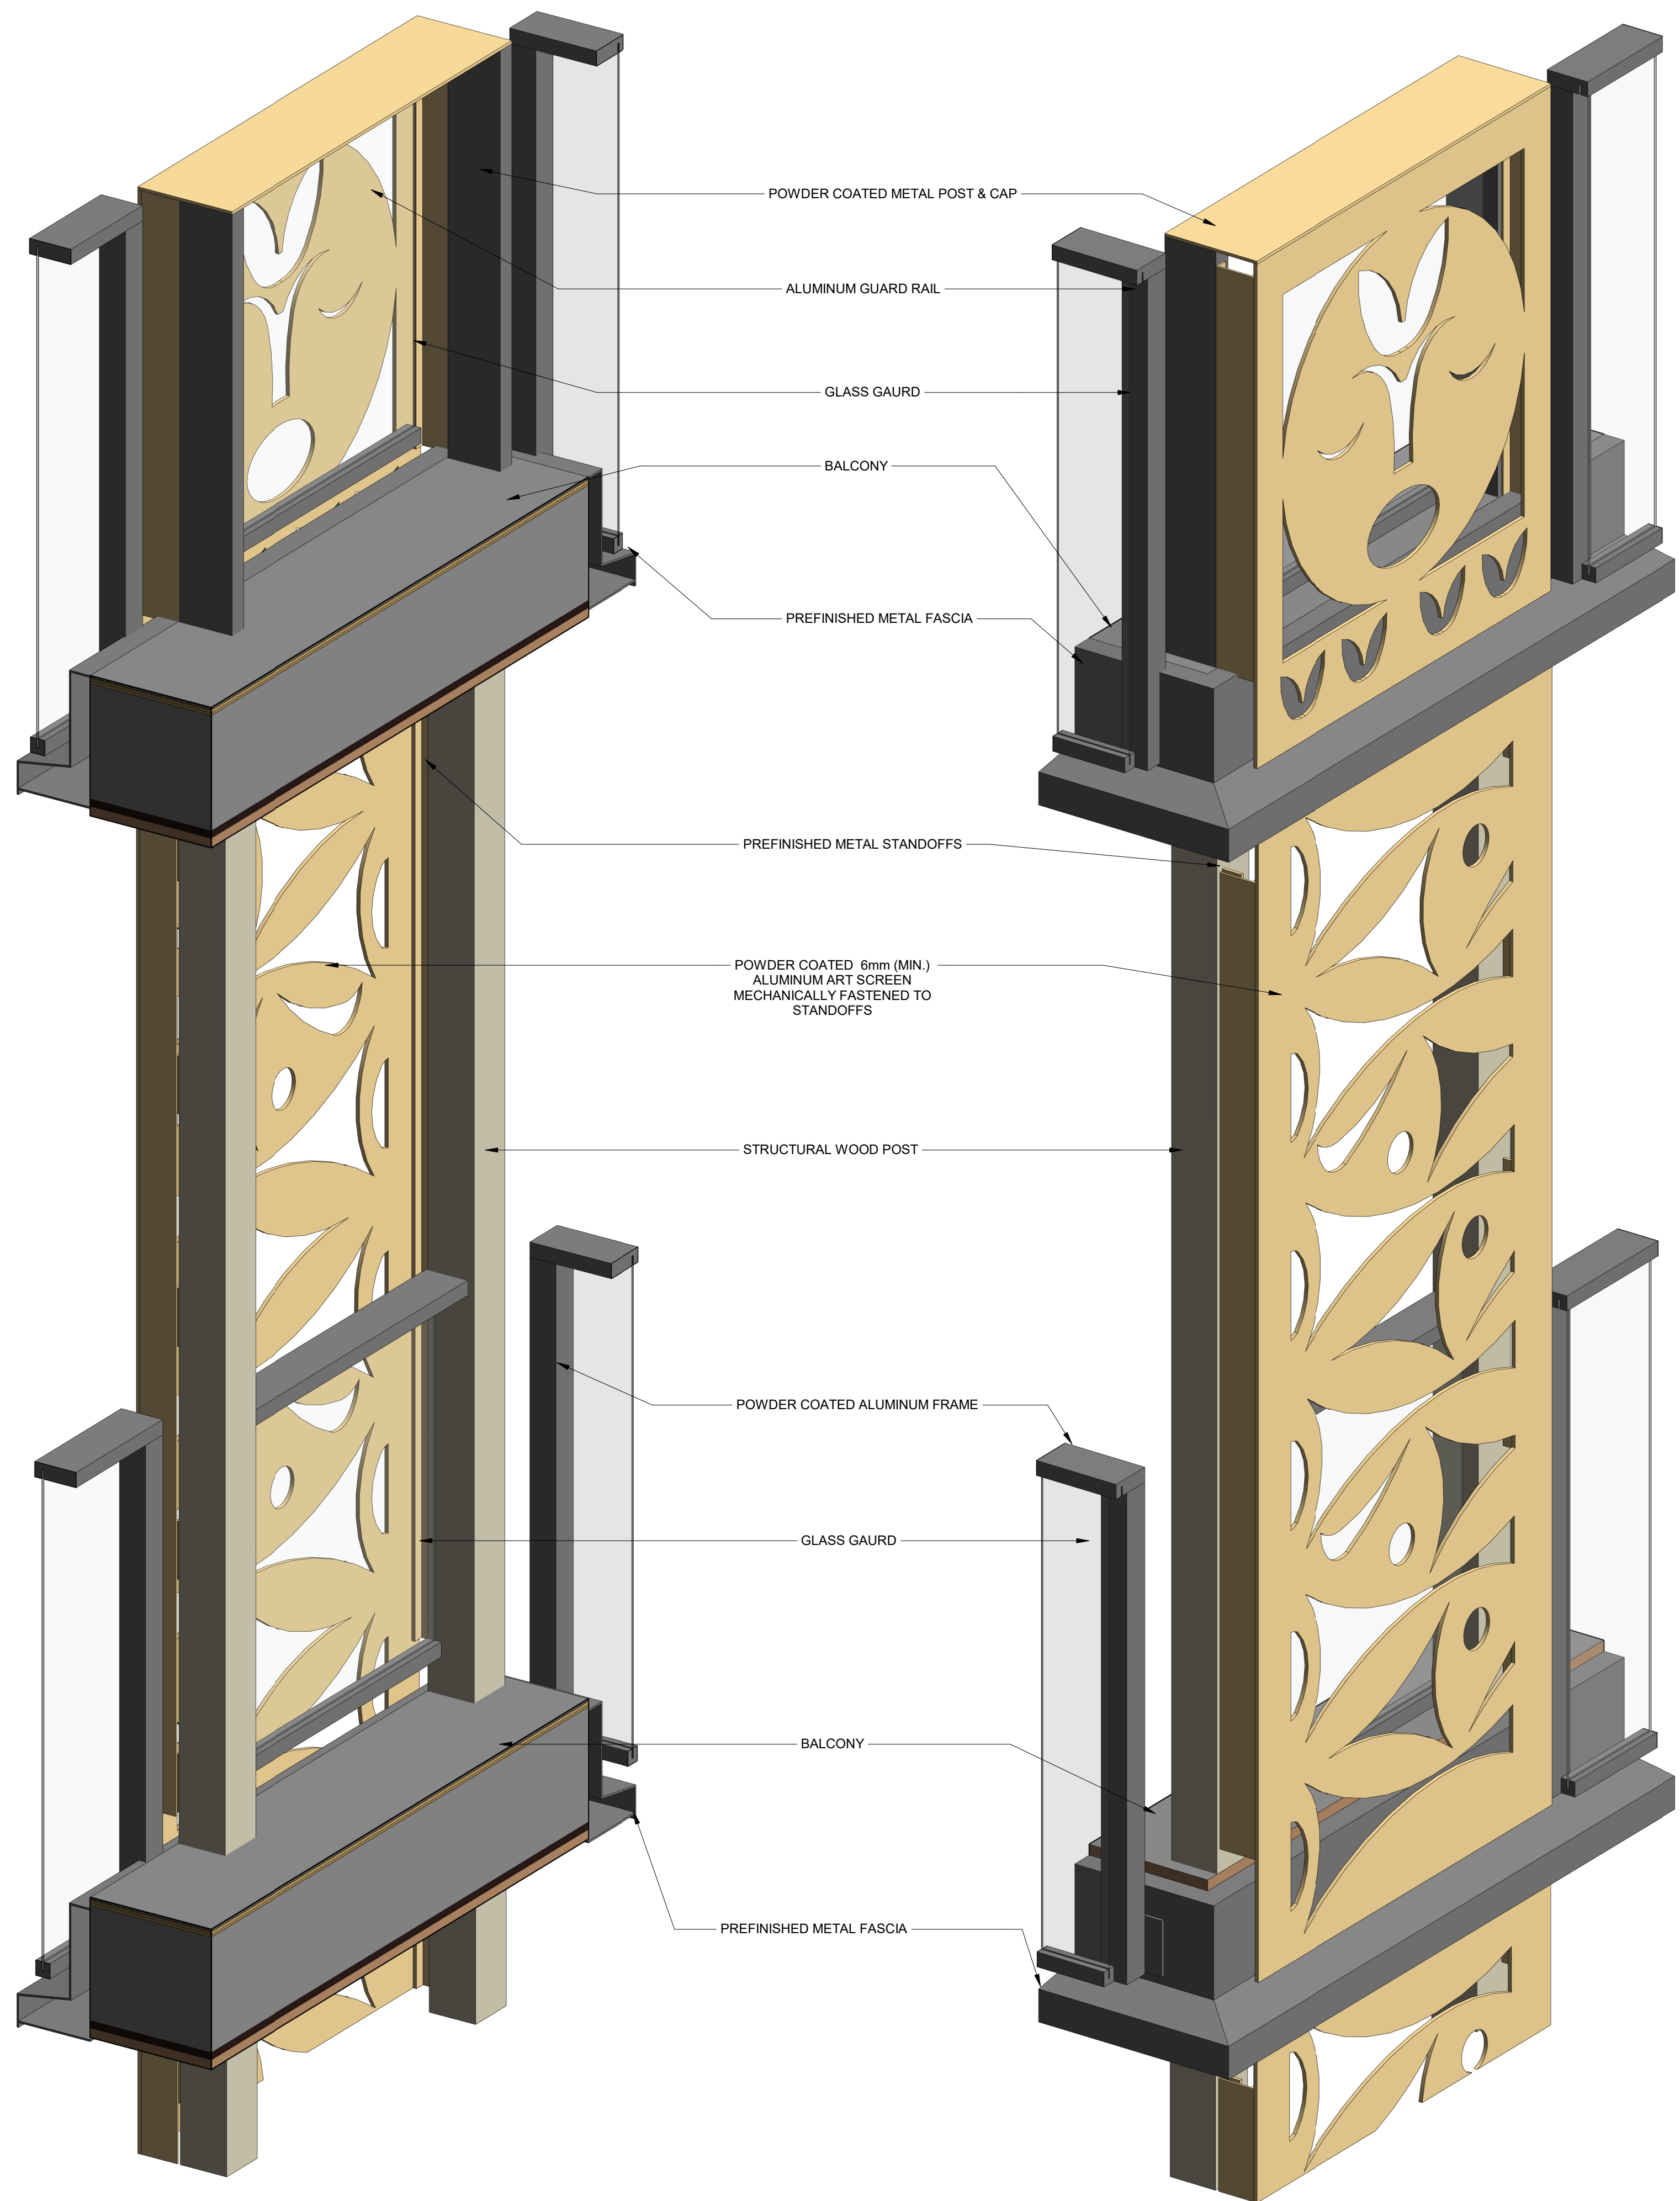 POWDER COATED METAL POST & CAP
ALUMINUM GUARD RAIL
GLASS GAURD
BALCONY
PREFINISHED METAL FASCIA
PREFINISHED METAL STANDOFFS
POWDER COATED 6mm (MIN.)
ALUMINUM ART SCREEN
MECHANICALLY FASTENED TO
STANDOFFS
STRUCTURAL WOOD POST
POWDER COATED ALUMINUM FRAME
GLASS GAURD
BALCONY
PREFINISHED METAL FASCIA